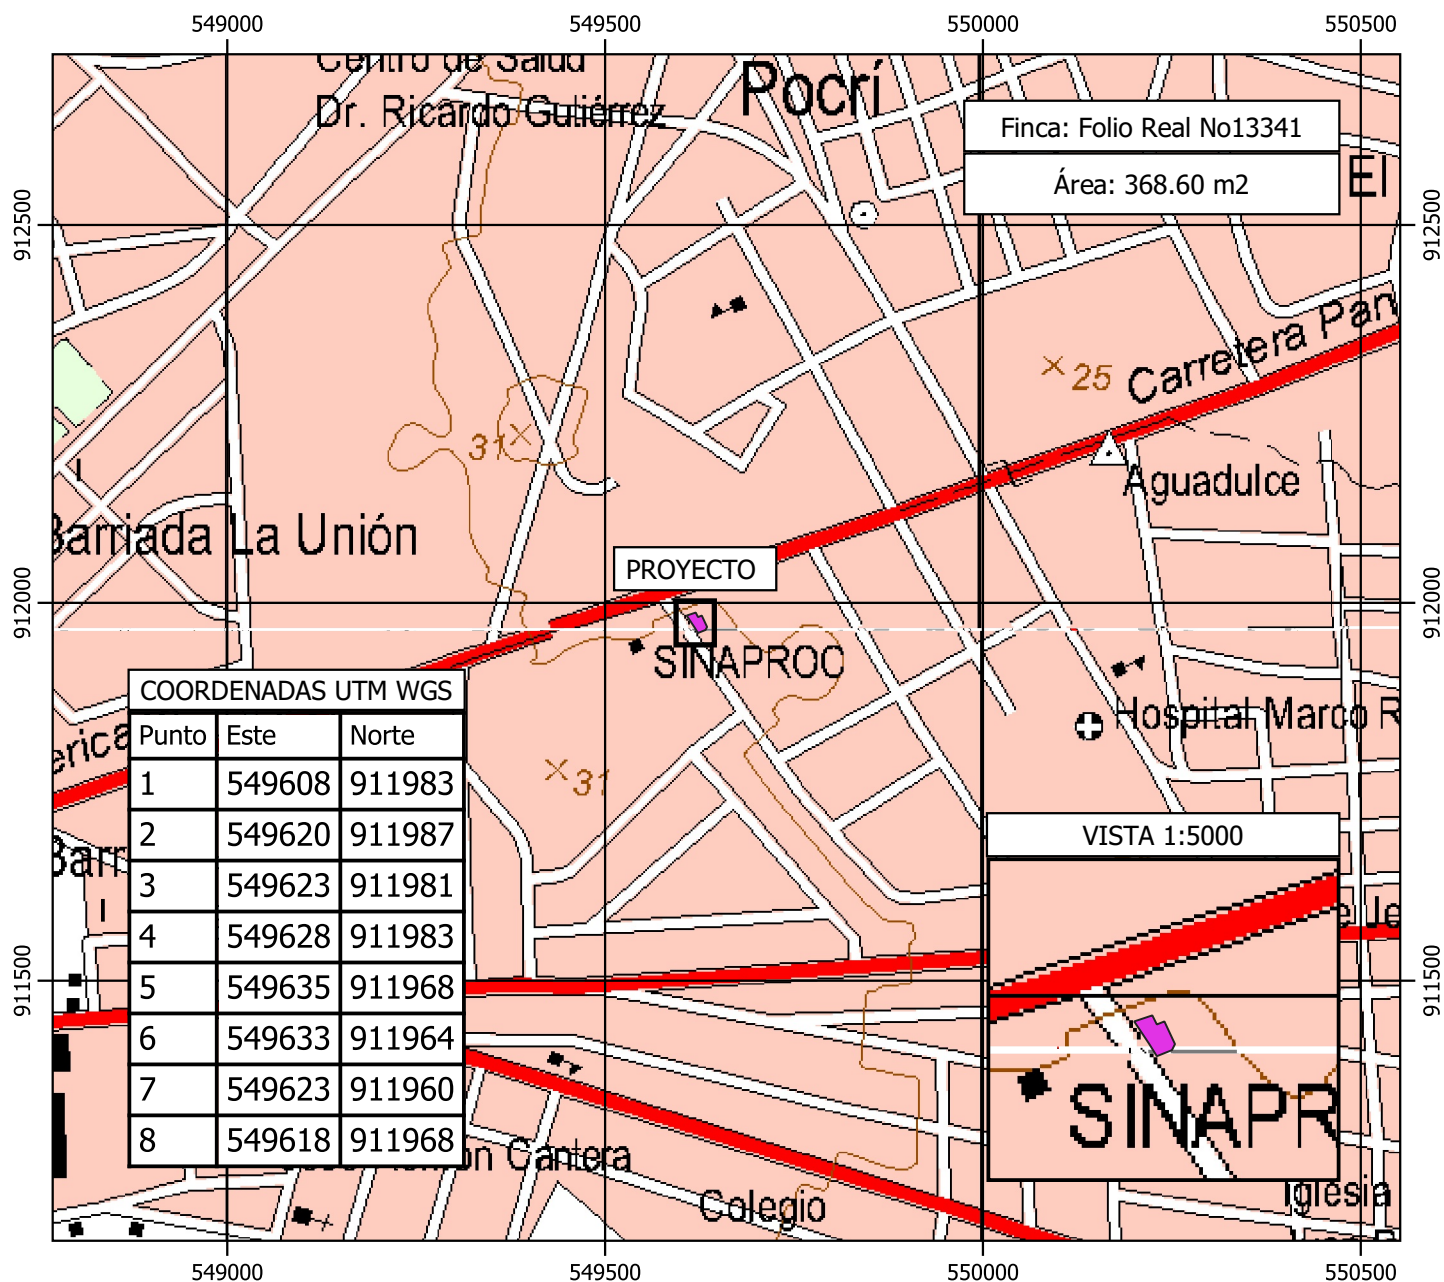 549000 549500 550000 550500
Centro de Salud
Dr. Ricardo Gutiérrez
Pocrí
Finca: Folio Real No13341
Área: 368.60 m2
El
912500 912500
Carretera Pan
25
31
Aguadulce
Barriada La Unión
PROYECTO
912000 912000
SINAPROC
Hospital Marco R
erica
31
COORDENADAS UTM WGS
Punto Este Norte
1 549608 911983
2 549620 911987
3 549623 911981
4 549628 911983
5 549635 911968
6 549633 911964
7 549623 911960
8 549618 911968
Barr
I
I
VISTA 1:5000
SINAPR
e Je
911500 911500
Cantera
Colegio
Iglesia
549000 549500 550000 550500